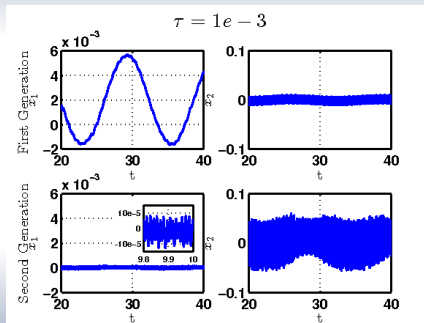 τ = 1e − 3
x 10⁻³
First Generation
x₁
6
4
2
0
−2
20
30
40
t
x₂
0.1
0
−0.1
20
30
40
t
x 10⁻³
Second Generation
x₁
6
4
2
0
−2
20
30
40
t
10e−5
0
−10e−5
9.8
9.9
10
x₂
0.1
0
−0.1
20
30
40
t